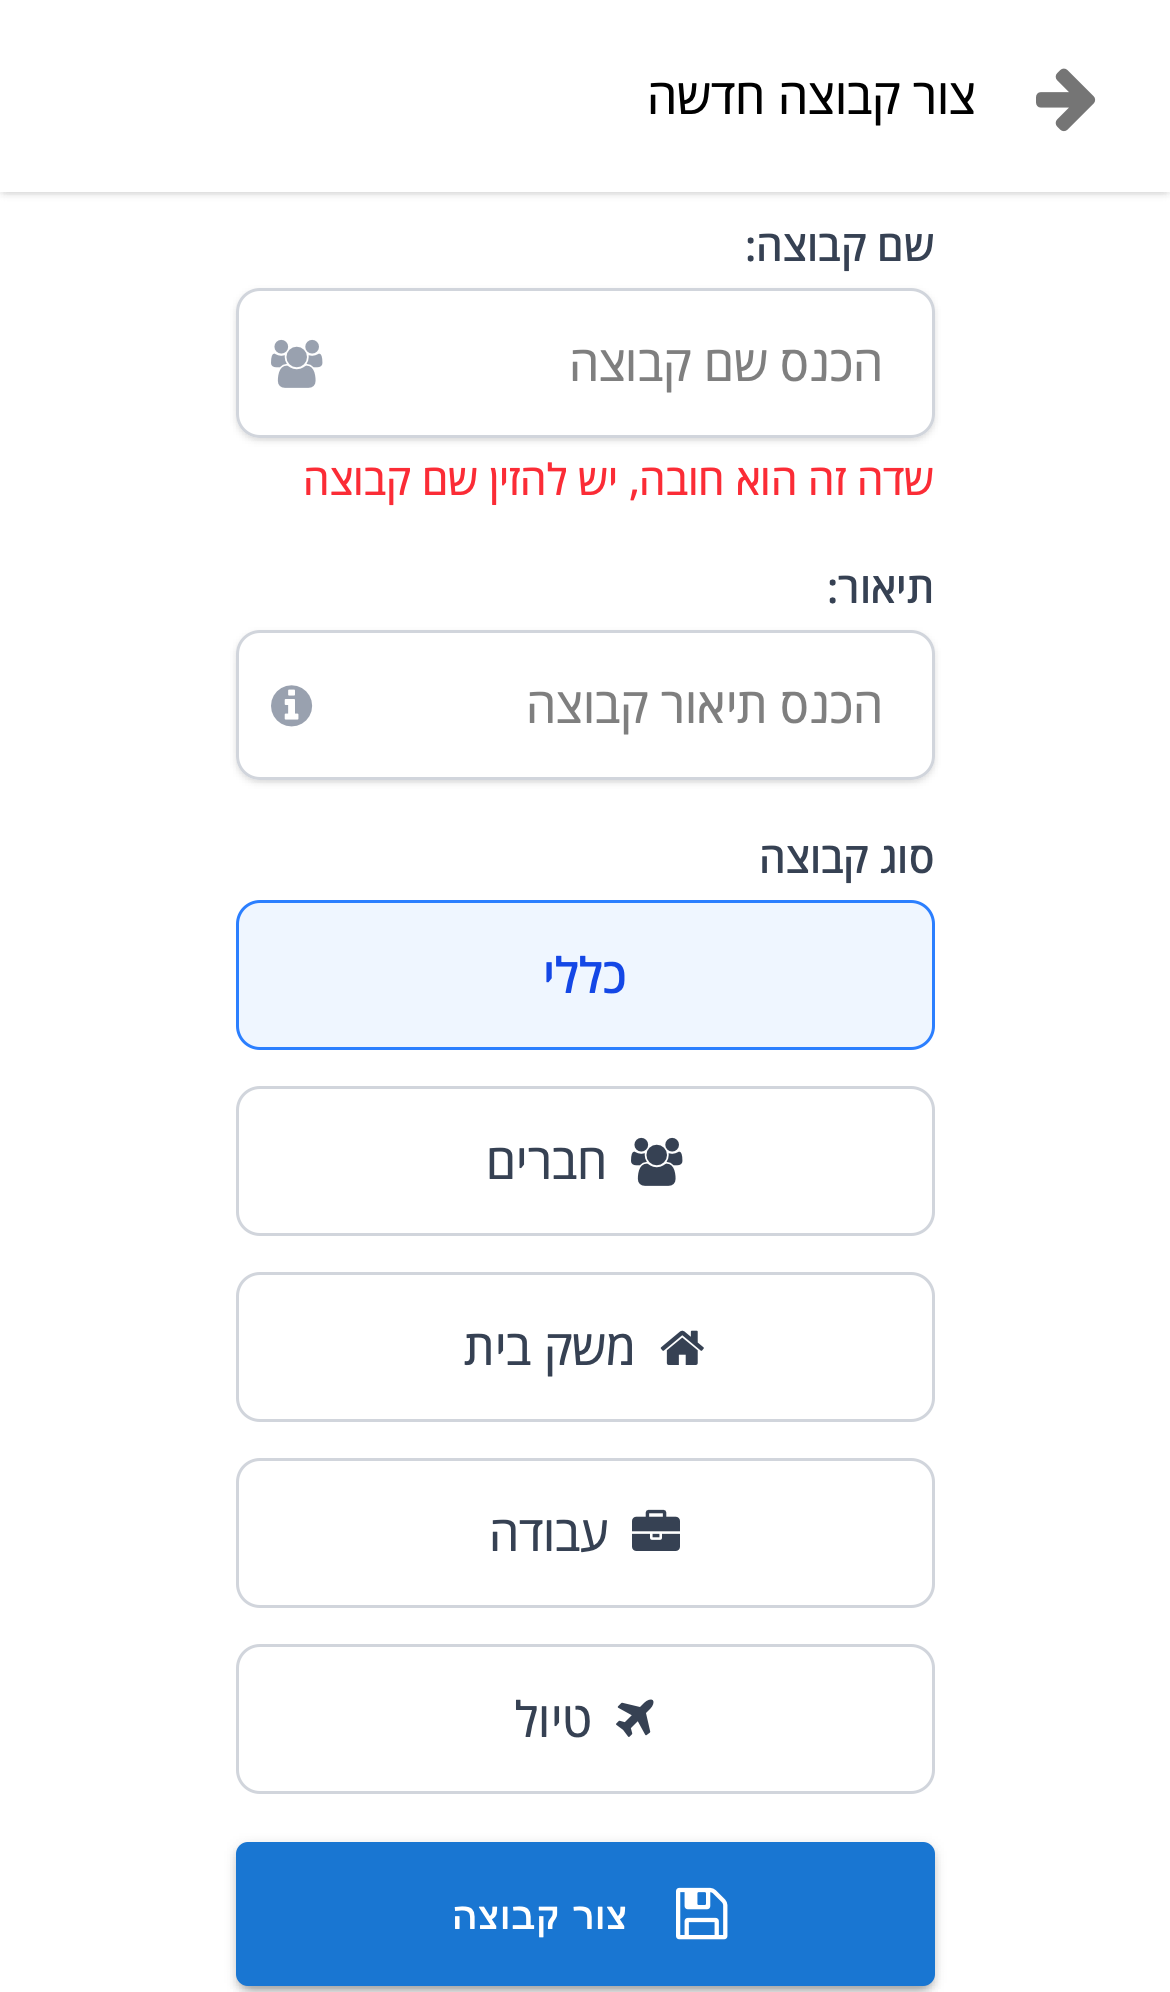 צור קבוצה חדשה
שם קבוצה:
הכנס שם קבוצה
שדה זה הוא חובה, יש להזין שם קבוצה
תיאור:
הכנס תיאור קבוצה
סוג קבוצה
כללי
חברים
משק בית
עבודה
טיול
צור קבוצה